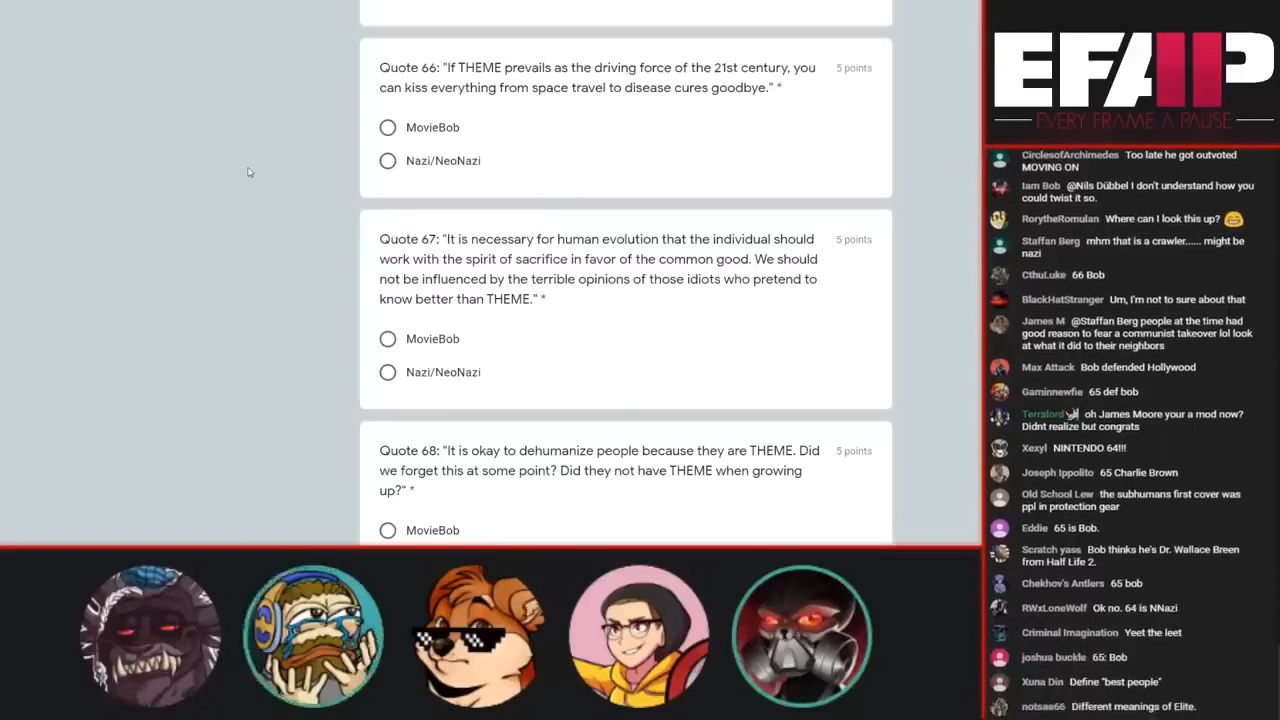 Quote 66: "If THEME prevails as the driving force of the 21st century, you
can kiss everything from space travel to disease cures goodbye." *
5 points
MovieBob
Nazi/NeoNazi
Quote 67: "It is necessary for human evolution that the individual should
work with the spirit of sacrifice in favor of the common good. We should
not be influenced by the terrible opinions of those idiots who pretend to
know better than THEME." *
5 points
MovieBob
Nazi/NeoNazi
Quote 68: "It is okay to dehumanize people because they are THEME. Did
we forget this at some point? Did they not have THEME when growing
up?" *
5 points
MovieBob
EFAP
EVERY FRAME A PAUSE
CirclesofArchimedes Too late he got outvoted
MOVING ON
Iam Bob @Nils Dübbel I don't understand how you
could twist it so.
RorytheRomulan Where can I look this up? 😂
Staffan Berg mhm that is a crawler...... might be
nazi
CthuLuke 66 Bob
BlackHatStranger Um, I'm not to sure about that
James M @Staffan Berg people at the time had
good reason to fear a communist takeover lol look
at what it did to their neighbors
Max Attack Bob defended Hollywood
Gaminnewfie 65 def bob
Terralord oh James Moore your a mod now?
Didnt realize but congrats
Xexyl NINTENDO 64!!!
Joseph Ippolito 65 Charlie Brown
Old School Lew the subhumans first cover was
ppl in protection gear
Eddie 65 is Bob.
Scratch yass Bob thinks he's Dr. Wallace Breen
from Half Life 2.
Chekhov's Antlers 65 bob
RWxLoneWolf Ok no. 64 is NNazi
Criminal Imagination Yeet the leet
joshua buckle 65: Bob
Xuna Din Define "best people"
notsae66 Different meanings of Elite.